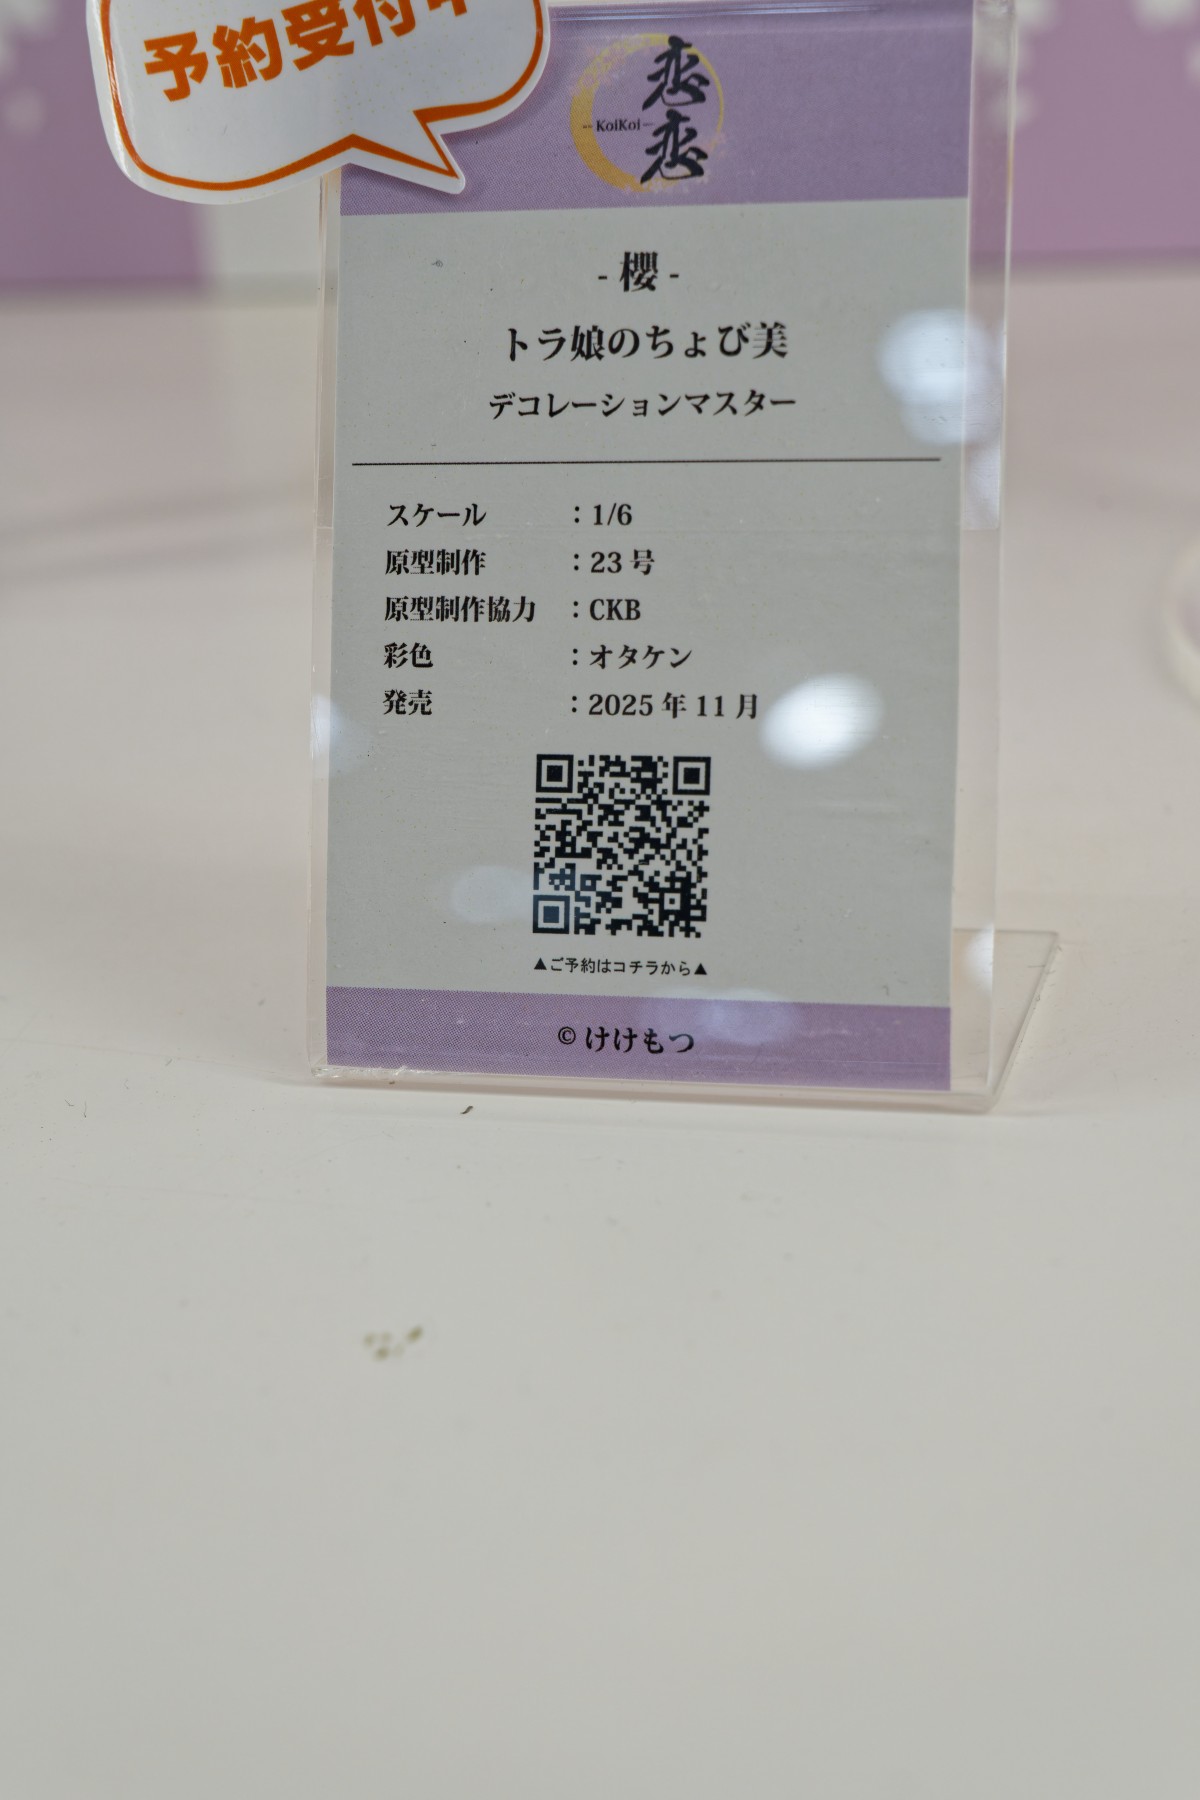 予約受付中
恋恋
KoiKoi
- 櫻 -
トラ娘のちょび美
デコレーションマスター
スケール : 1/6
原型制作 : 23号
原型制作協力 : CKB
彩色 : オタケン
発売 : 2025年11月
▲ご予約はコチラから▲
© けけもつ